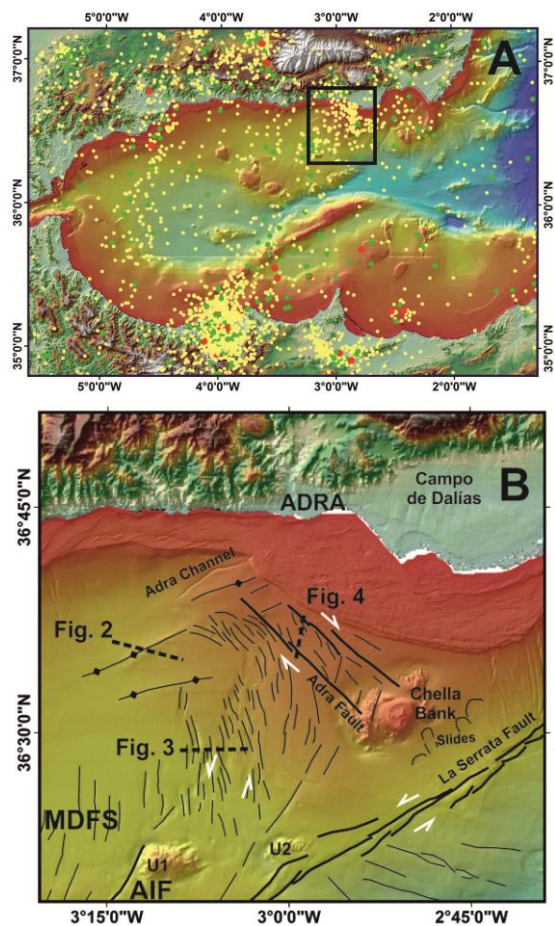 5°0'0"W 4°0'0"W 3°0'0"W 2°0'0"W
A
37°0'0"N 37°0'0"N
36°0'0"N 36°0'0"N
35°0'0"N 35°0'0"N
5°0'0"W 4°0'0"W 3°0'0"W 2°0'0"W
B
Campo
de Dalías
36°45'0"N
ADRA
Adra Channel
Fig. 4
Fig. 2
Adra Fault
Chella
Bank
36°30'0"N
Slides
La Serrata Fault
Fig. 3
MDFS
U1
U2
AIF
3°15'0"W 3°0'0"W 2°45'0"W